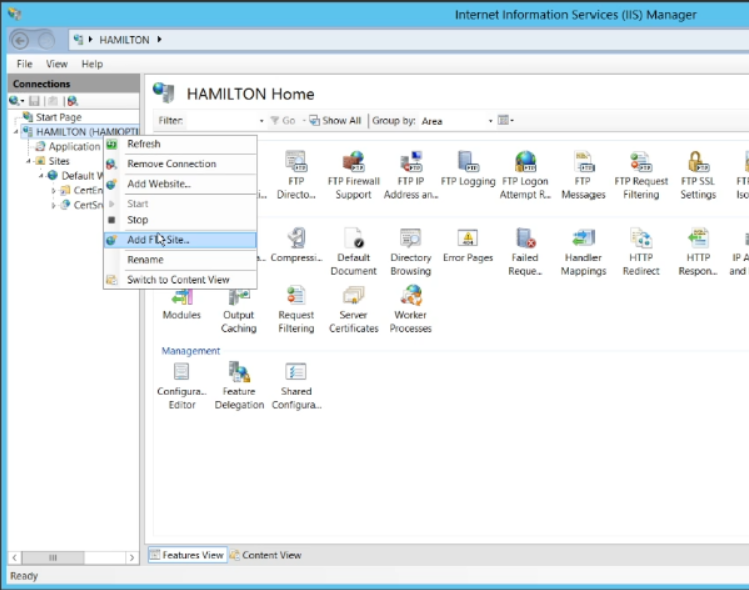 Internet Information Services (IIS) Manager
HAMILTON
File View Help
Connections
HAMILTON Home
Start Page
Filter: Go Show All Group by: Area
HAMILTON (HAMIOPTI
Application
Refresh
Sites
Remove Connection
Default W
Add Website...
CertEn
Start
CertSr
Stop
Add FTP Site...
Rename
Switch to Content View
FTP Directo...
FTP Firewall Support
FTP IP Address an...
FTP Logging
FTP Logon Attempt R...
FTP Messages
FTP Request Filtering
FTP SSL Settings
Compressi...
Default Document
Directory Browsing
Error Pages
Failed Reque...
Handler Mappings
HTTP Redirect
HTTP Respon...
IP A
and
Modules
Output Caching
Request Filtering
Server Certificates
Worker Processes
Management
Configura... Editor
Feature Delegation
Shared Configura...
Features View Content View
Ready